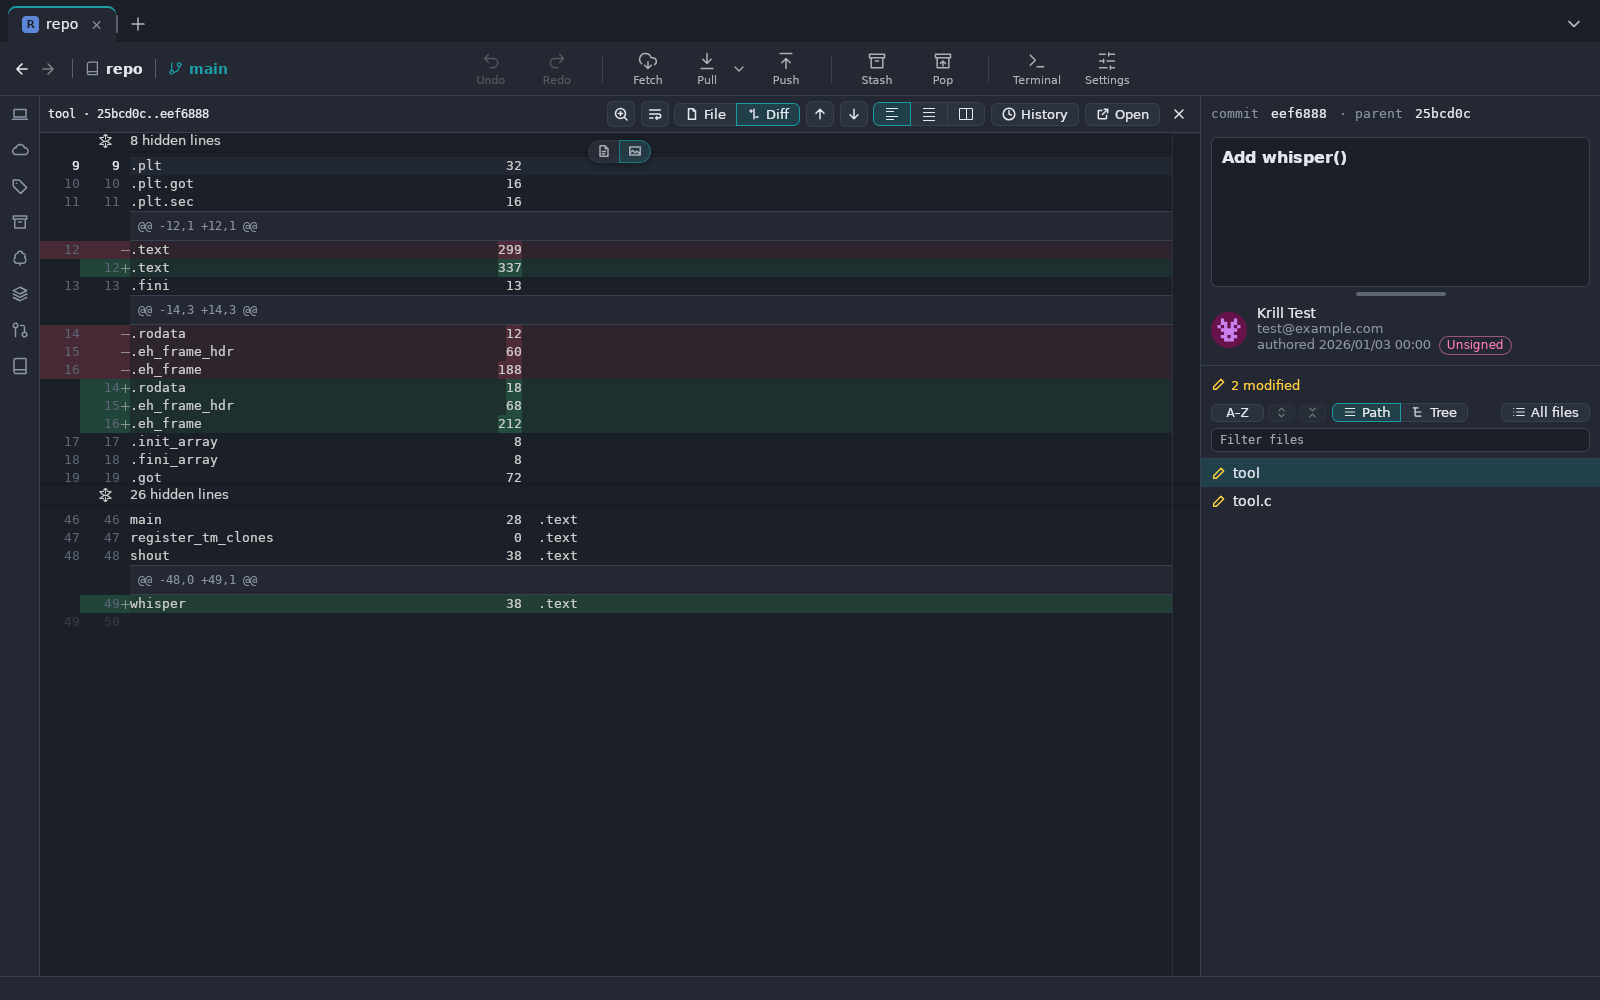 R repo
repo main
Undo Redo Fetch Pull Push Stash Pop Terminal Settings
tool · 25bcd0c..eef6888 File Diff History Open
8 hidden lines
9 9 .plt 32
10 10 .plt.got 16
11 11 .plt.sec 16
@@ -12,1 +12,1 @@
12 −.text 299
12+.text 337
13 13 .fini 13
@@ -14,3 +14,3 @@
14 −.rodata 12
15 −.eh_frame_hdr 60
16 −.eh_frame 188
14+.rodata 18
15+.eh_frame_hdr 68
16+.eh_frame 212
17 17 .init_array 8
18 18 .fini_array 8
19 19 .got 72
26 hidden lines
46 46 main 28 .text
47 47 register_tm_clones 0 .text
48 48 shout 38 .text
@@ -48,0 +49,1 @@
49+whisper 38 .text
49 50
commit eef6888 · parent 25bcd0c
Add whisper()
Krill Test
test@example.com
authored 2026/01/03 00:00 Unsigned
2 modified
A-Z Path Tree All files
Filter files
tool
tool.c